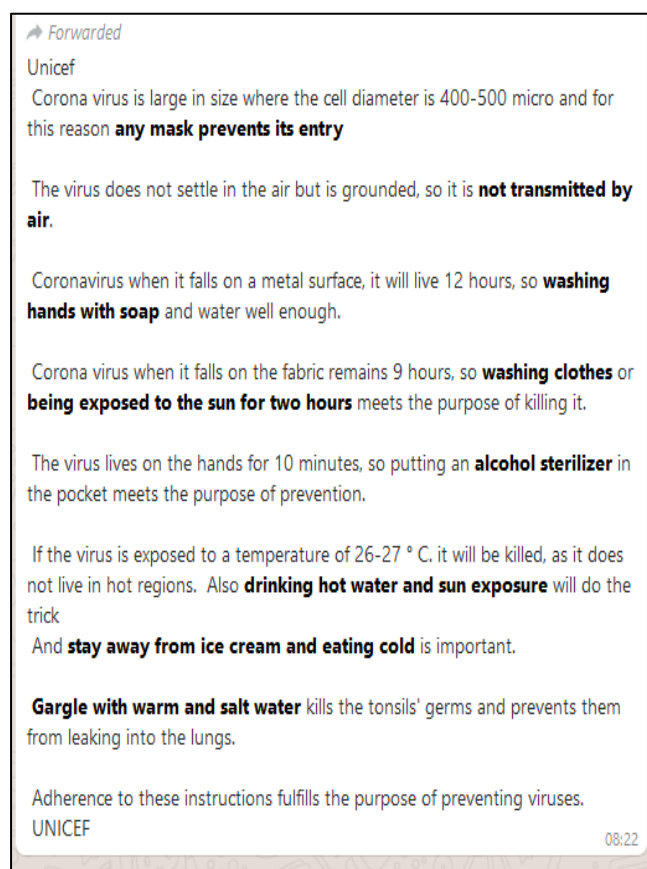 Forwarded
Unicef
Corona virus is large in size where the cell diameter is 400-500 micro and for
this reason any mask prevents its entry
The virus does not settle in the air but is grounded, so it is not transmitted by
air.
Coronavirus when it falls on a metal surface, it will live 12 hours, so washing
hands with soap and water well enough.
Corona virus when it falls on the fabric remains 9 hours, so washing clothes or
being exposed to the sun for two hours meets the purpose of killing it.
The virus lives on the hands for 10 minutes, so putting an alcohol sterilizer in
the pocket meets the purpose of prevention.
If the virus is exposed to a temperature of 26-27 ° C. it will be killed, as it does
not live in hot regions.  Also drinking hot water and sun exposure will do the
trick
And stay away from ice cream and eating cold is important.
Gargle with warm and salt water kills the tonsils' germs and prevents them
from leaking into the lungs.
Adherence to these instructions fulfills the purpose of preventing viruses.
UNICEF
08:22